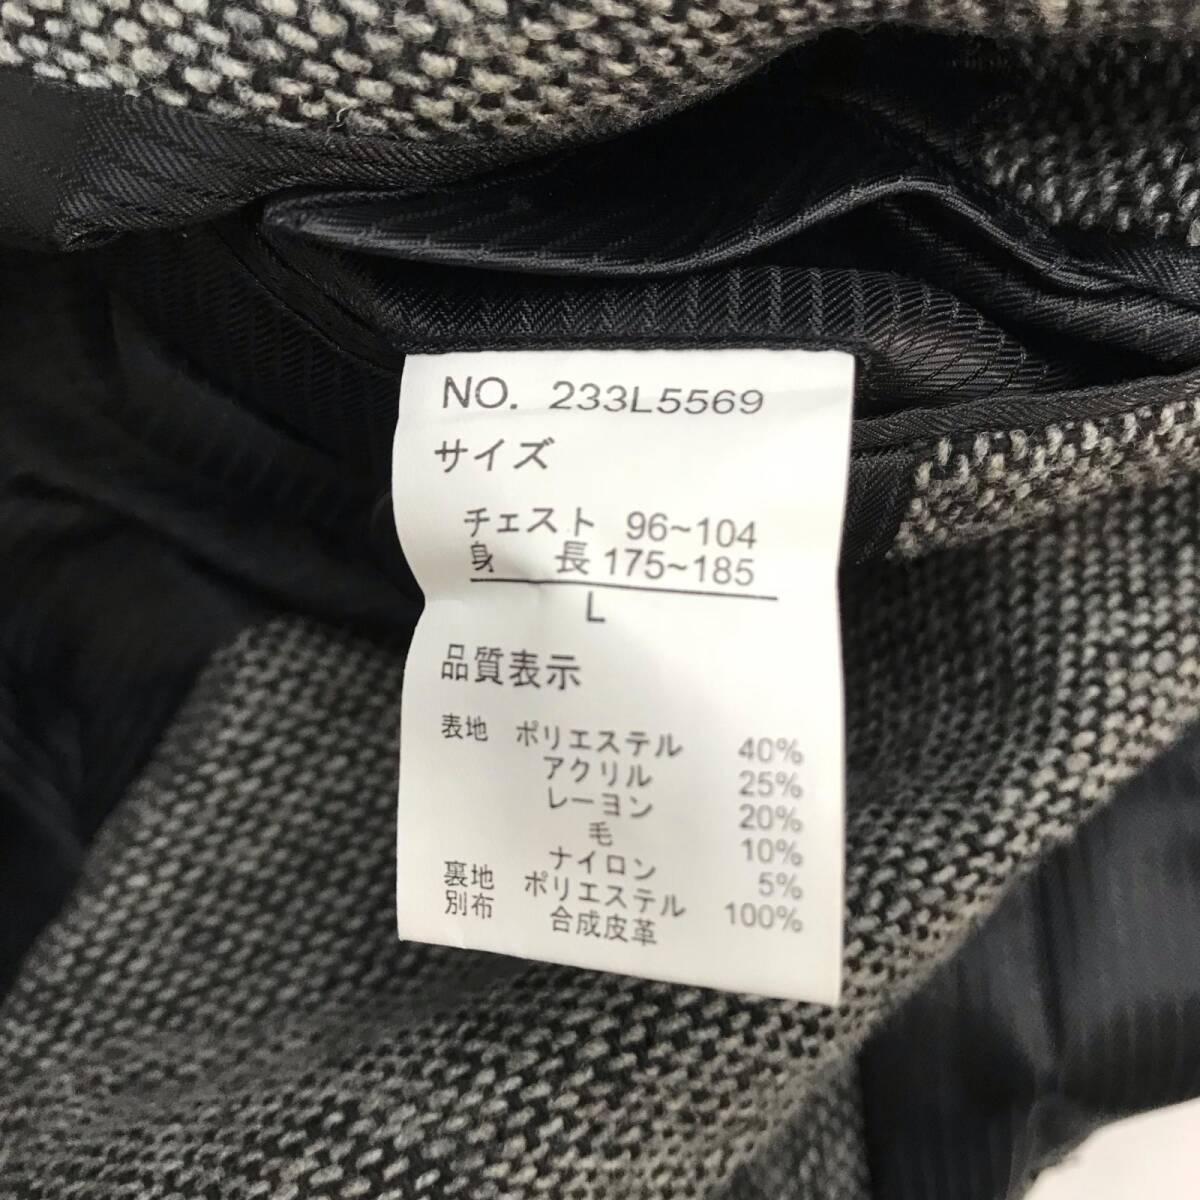 NO. 233L5569
サイズ
チェスト 96~104
身 長 175~185
L
品質表示
表地 ポリエステル 40%
アクリル 25%
レーヨン 20%
毛 10%
ナイロン 5%
裏地 ポリエステル 100%
別布 合成皮革